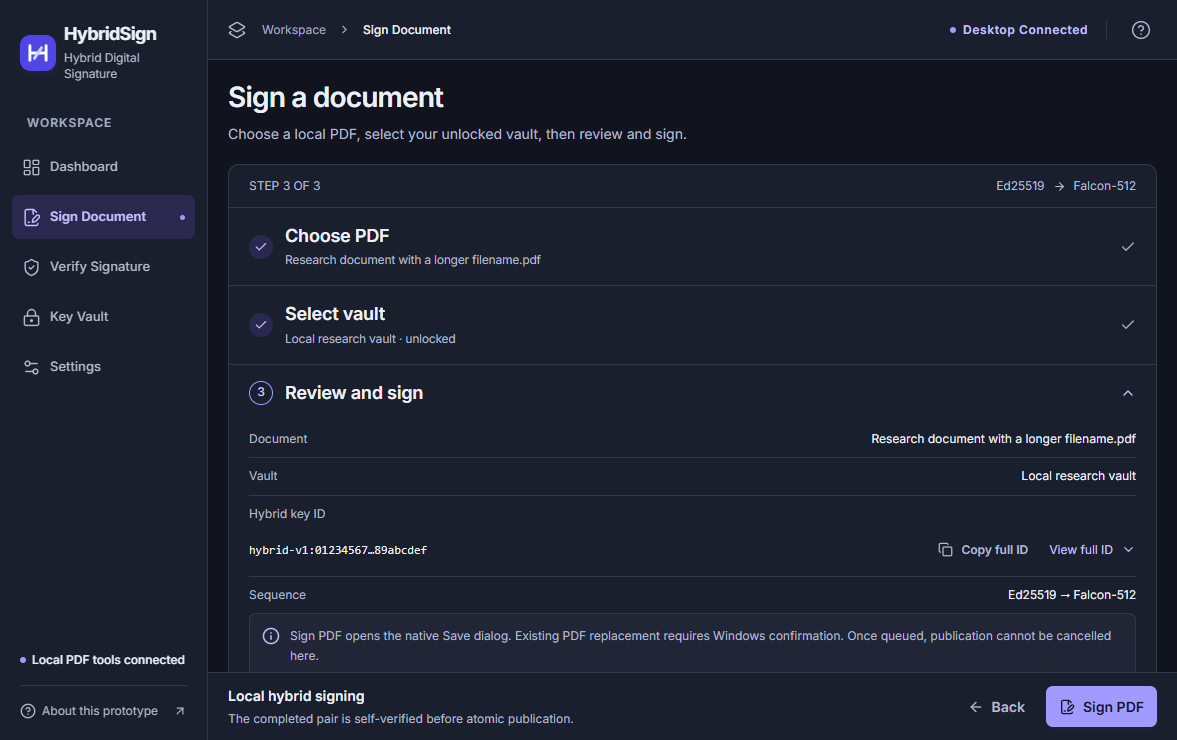 HybridSign
Hybrid Digital
Signature
WORKSPACE
Dashboard
Sign Document
Verify Signature
Key Vault
Settings
Local PDF tools connected
About this prototype
Workspace
Sign Document
Desktop Connected
Sign a document
Choose a local PDF, select your unlocked vault, then review and sign.
STEP 3 OF 3
Ed25519 → Falcon-512
Choose PDF
Research document with a longer filename.pdf
Select vault
Local research vault · unlocked
3 Review and sign
Document Research document with a longer filename.pdf
Vault Local research vault
Hybrid key ID
hybrid-v1:01234567…89abcdef Copy full ID View full ID
Sequence Ed25519 → Falcon-512
Sign PDF opens the native Save dialog. Existing PDF replacement requires Windows confirmation. Once queued, publication cannot be cancelled
here.
Local hybrid signing
The completed pair is self-verified before atomic publication.
← Back
Sign PDF